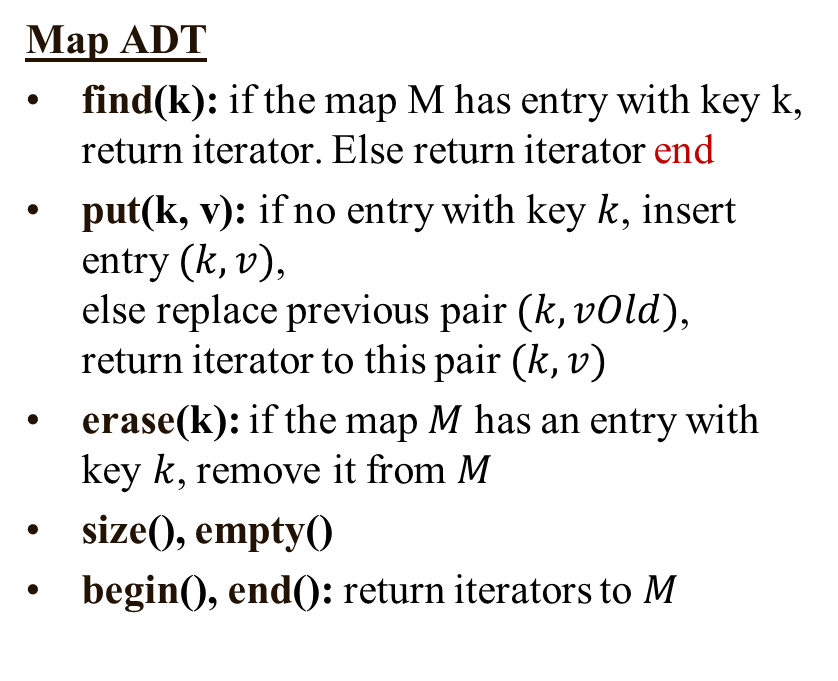 Map ADT
• find(k): if the map M has entry with key k,
return iterator. Else return iterator end
• put(k, v): if no entry with key k, insert
entry (k, v),
else replace previous pair (k, vOld),
return iterator to this pair (k, v)
• erase(k): if the map M has an entry with
key k, remove it from M
• size(), empty()
• begin(), end(): return iterators to M